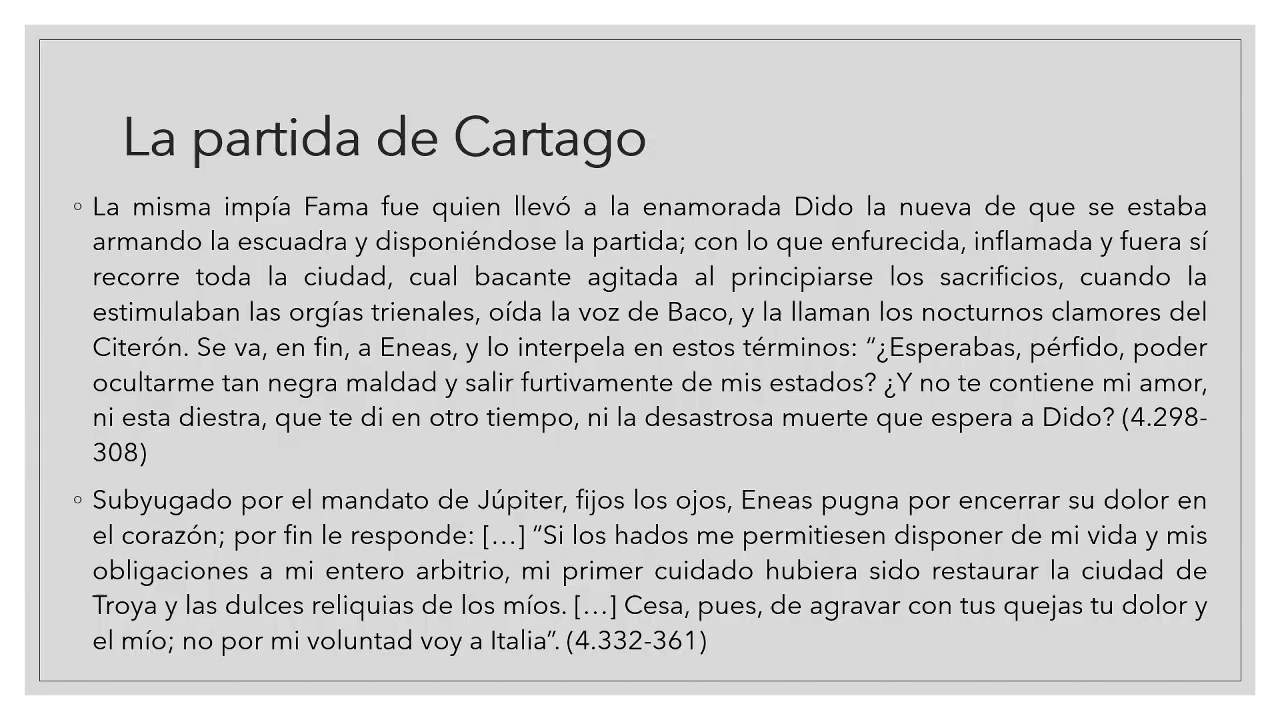 La partida de Cartago
◦ La misma impía Fama fue quien llevó a la enamorada Dido la nueva de que se estaba
armando la escuadra y disponiéndose la partida; con lo que enfurecida, inflamada y fuera sí
recorre toda la ciudad, cual bacante agitada al principiarse los sacrificios, cuando la
estimulaban las orgías trienales, oída la voz de Baco, y la llaman los nocturnos clamores del
Citerón. Se va, en fin, a Eneas, y lo interpela en estos términos: “¿Esperabas, pérfido, poder
ocultarme tan negra maldad y salir furtivamente de mis estados? ¿Y no te contiene mi amor,
ni esta diestra, que te di en otro tiempo, ni la desastrosa muerte que espera a Dido? (4.298-
308)
◦ Subyugado por el mandato de Júpiter, fijos los ojos, Eneas pugna por encerrar su dolor en
el corazón; por fin le responde: […] “Si los hados me permitiesen disponer de mi vida y mis
obligaciones a mi entero arbitrio, mi primer cuidado hubiera sido restaurar la ciudad de
Troya y las dulces reliquias de los míos. […] Cesa, pues, de agravar con tus quejas tu dolor y
el mío; no por mi voluntad voy a Italia”. (4.332-361)